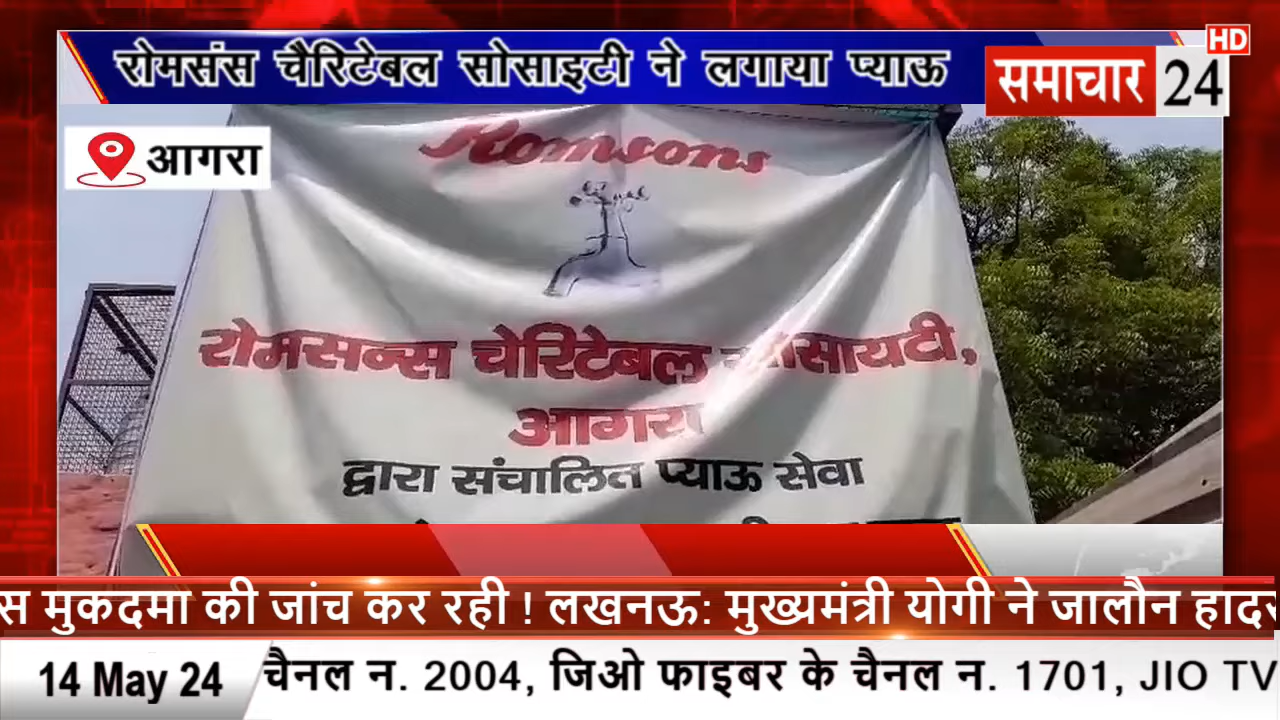 HD
रोमसंस चैरिटेबल सोसाइटी ने लगाया प्याऊ
समाचार 24
आगरा
Romsons
रोमसन्स चेरिटेबल
आगरा
द्वारा संचालित प्याऊ सेवा
मुकदमा की जांच कर रही ! लखनऊ: मुख्यमंत्री योगी ने जालौन
14 May 24
चैनल न. 2004, जिओ फाइबर के चैनल न. 1701, JIO TV